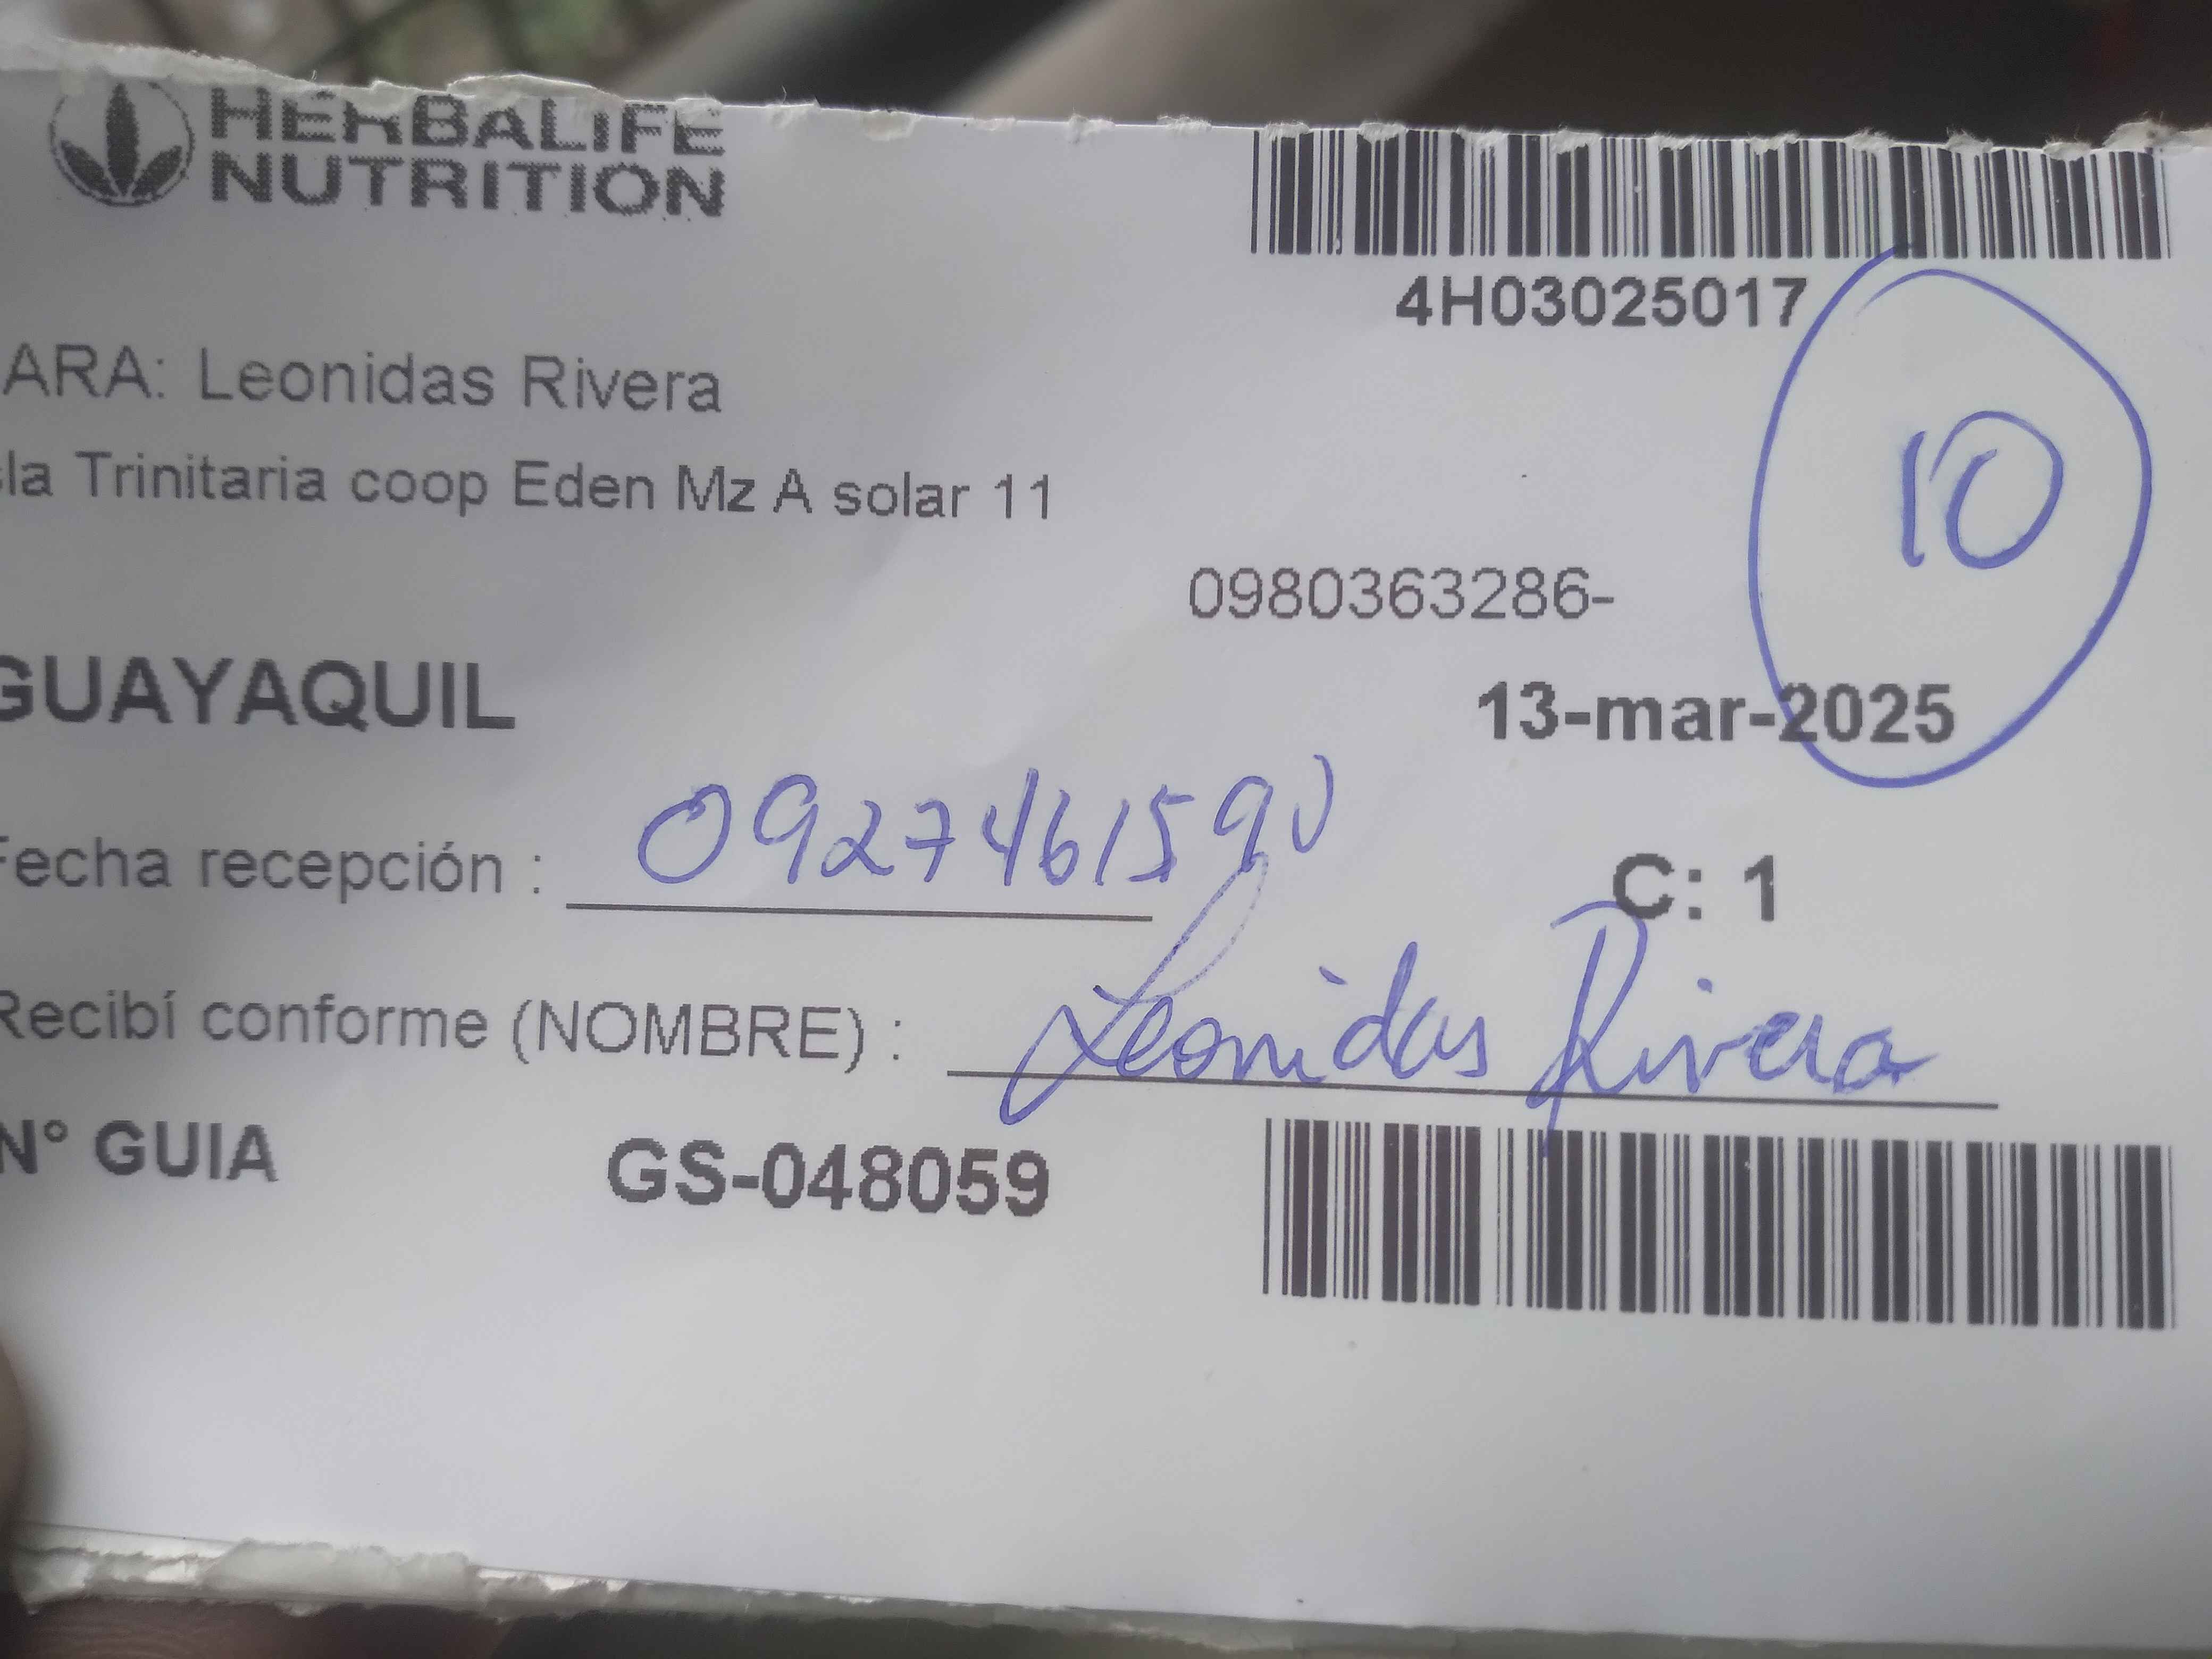 HERBALIFE
NUTRITION
4H03025017
ARA: Leonidas Rivera
10
sla Trinitaria coop Eden Mz A solar 11
0980363286-
GUAYAQUIL
13-mar-2025
Fecha recepción : 0927461590
C: 1
Recibí conforme (NOMBRE) : Leonidas Rivera
N° GUIA GS-048059